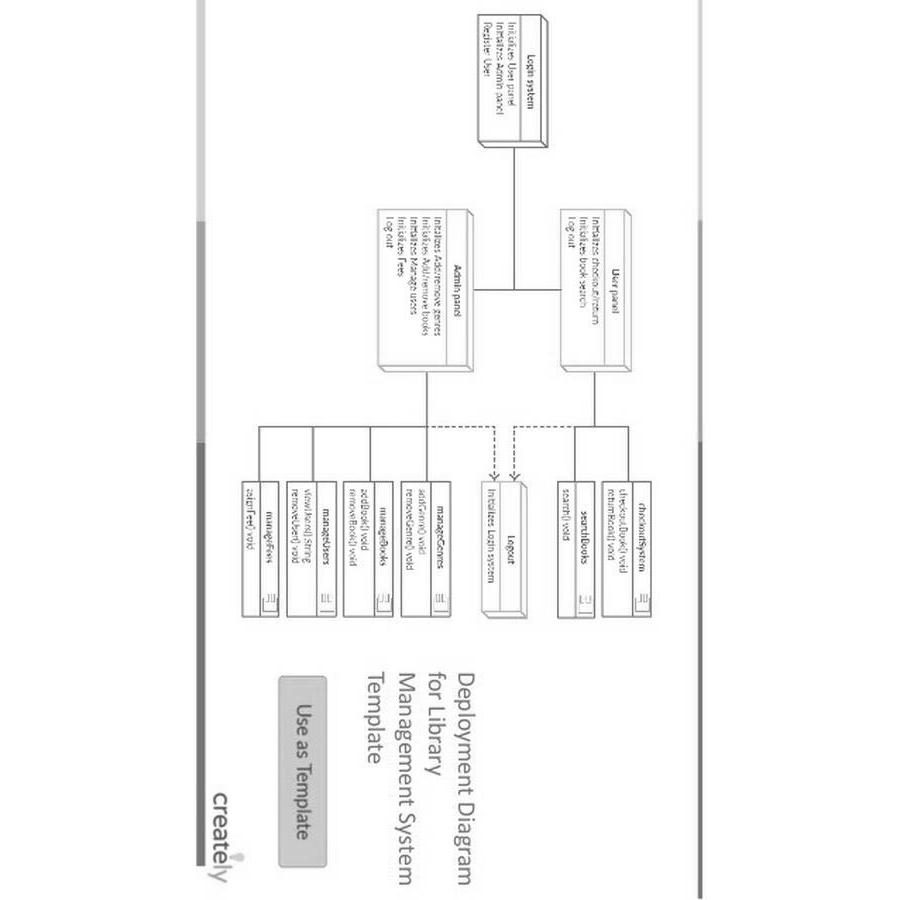 Login system
Initializes User panel
Initializes Admin panel
Register User
User panel
Initializes checkout/return
Initializes book search
Log out
Admin panel
Initalizes Add/remove genres
Initializes Add/remove books
Initializes Manage users
Initializes Fees
Log out
checkoutSystem
checkoutBook() void
returnBook() void
searchBooks
search() void
Logout
Initializes Login system
manageGenres
addGenre() void
removeGenre() void
manageBooks
addBook() void
removeBook() void
manageUsers
viewUsers() String
removeUser() void
manageFees
asignFee() void
Deployment Diagram
for Library
Management System
Template
Use as Template
creately